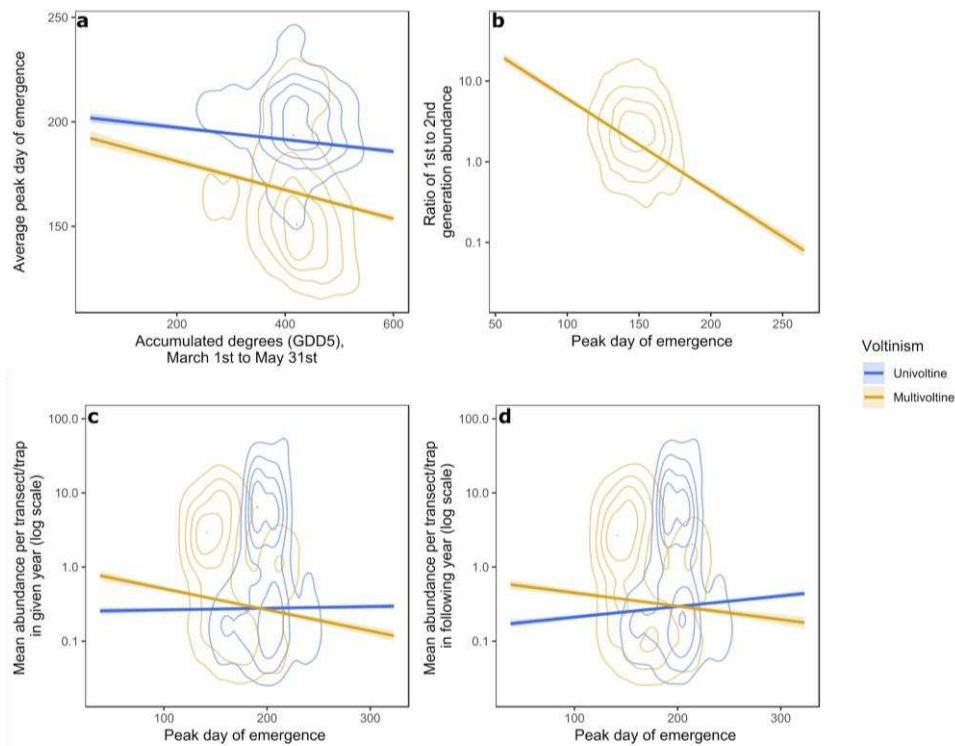 a
250
200
150
Average peak day of emergence
200
400
600
Accumulated degrees (GDD5),
March 1st to May 31st
b
10.0
1.0
0.1
Ratio of 1st to 2nd
generation abundance
50
100
150
200
250
Peak day of emergence
Voltinism
Univoltine
Multivoltine
c
100.0
10.0
1.0
0.1
Mean abundance per transect/trap
in given year (log scale)
100
200
300
Peak day of emergence
d
100.0
10.0
1.0
0.1
Mean abundance per transect/trap
in following year (log scale)
100
200
300
Peak day of emergence